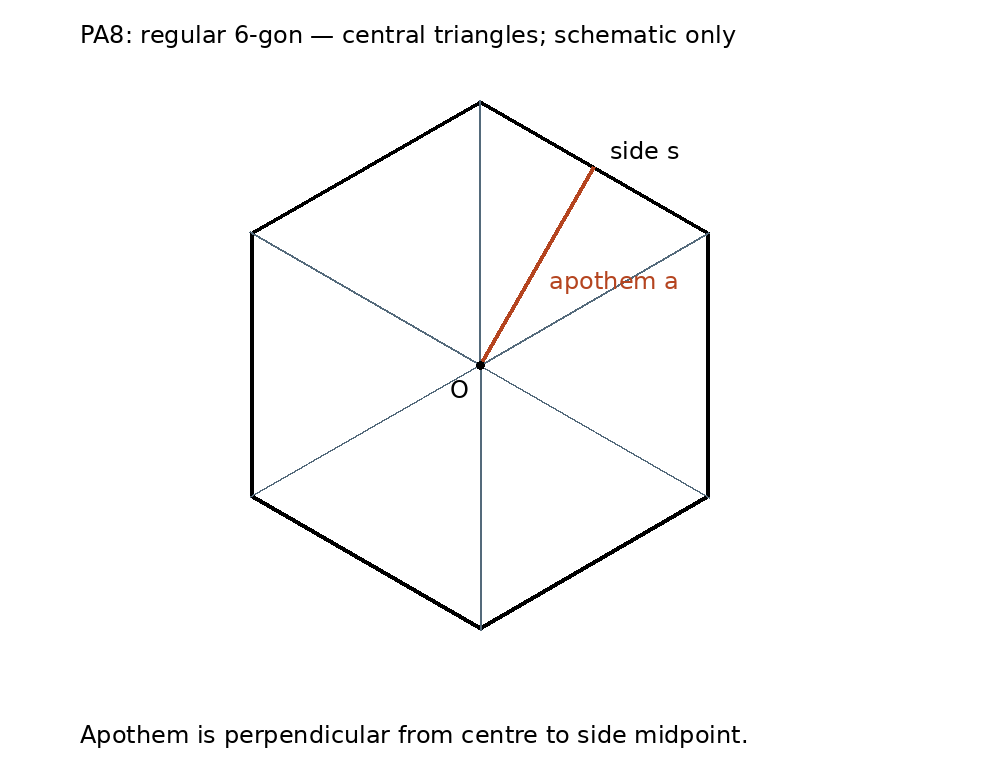 PA8: regular 6-gon — central triangles; schematic only
side s
apothem a
O
Apothem is perpendicular from centre to side midpoint.